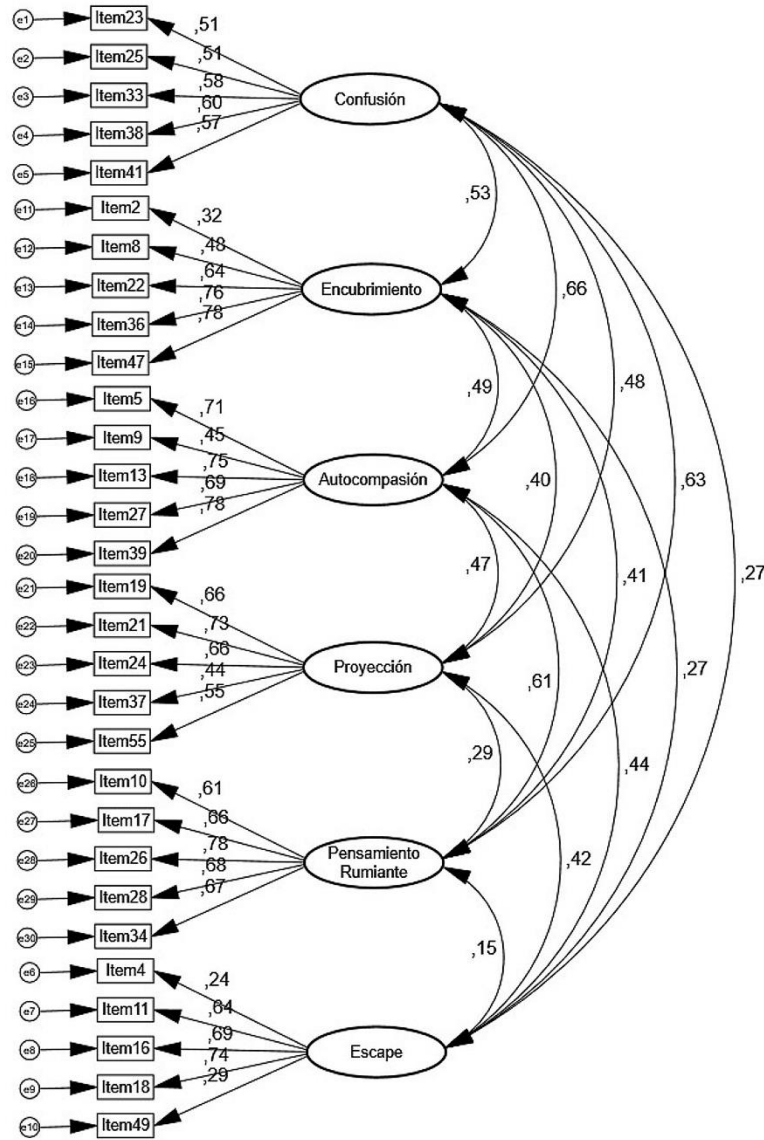 e1 Item23 ,51
e2 Item25 ,51
e3 Item33 ,58 Confusión
e4 Item38 ,60
e5 Item41 ,57
e11 Item2 ,32 ,53
e12 Item8 ,48
e13 Item22 ,64 Encubrimiento ,66
e14 Item36 ,76
e15 Item47 ,78
e16 Item5 ,71 ,49 ,48
e17 Item9 ,45
e18 Item13 ,75 Autocompasión ,40 ,63
e19 Item27 ,69
e20 Item39 ,78
e21 Item19 ,66 ,47 ,41 ,27
e22 Item21 ,73
e23 Item24 ,66 Proyección ,61 ,27
e24 Item37 ,44
e25 Item55 ,55
e26 Item10 ,61 ,29 ,44
e27 Item17 ,66
e28 Item26 ,78 Pensamiento
Rumiante ,42
e29 Item28 ,68
e30 Item34 ,67
e6 Item4 ,24 ,15
e7 Item11 ,64
e8 Item16 ,69 Escape
e9 Item18 ,74
e10 Item49 ,29